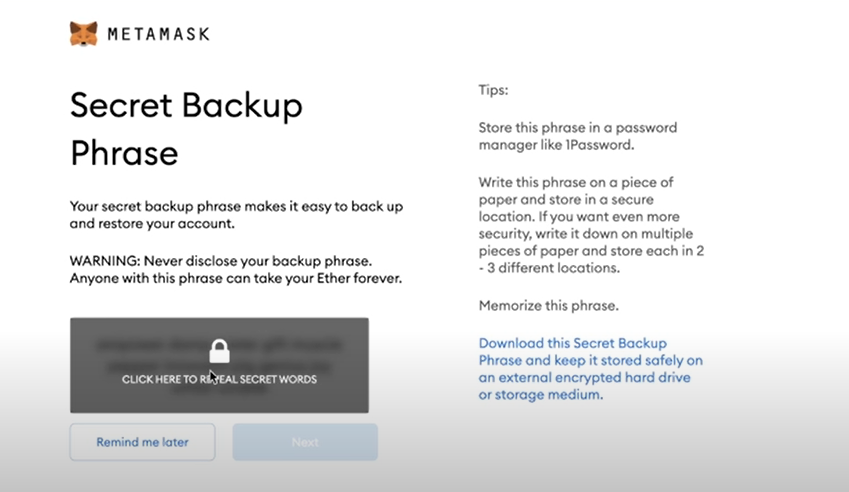 METAMASK
Secret Backup
Phrase
Your secret backup phrase makes it easy to back up
and restore your account.
WARNING: Never disclose your backup phrase.
Anyone with this phrase can take your Ether forever.
CLICK HERE TO REVEAL SECRET WORDS
Remind me later
Next
Tips:
Store this phrase in a password
manager like 1Password.
Write this phrase on a piece of
paper and store in a secure
location. If you want even more
security, write it down on multiple
pieces of paper and store each in 2
- 3 different locations.
Memorize this phrase.
Download this Secret Backup
Phrase and keep it stored safely on
an external encrypted hard drive
or storage medium.